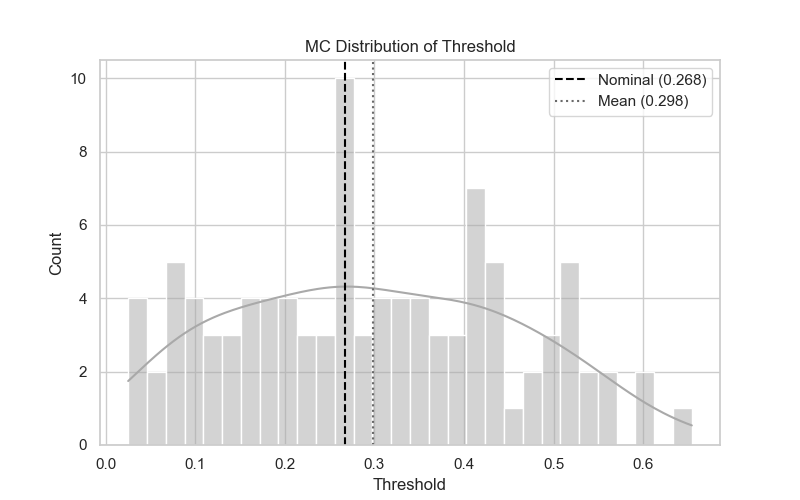 MC Distribution of Threshold
Nominal (0.268)
Mean (0.298)
Count
10
8
6
4
2
0
0.0 0.1 0.2 0.3 0.4 0.5 0.6
Threshold